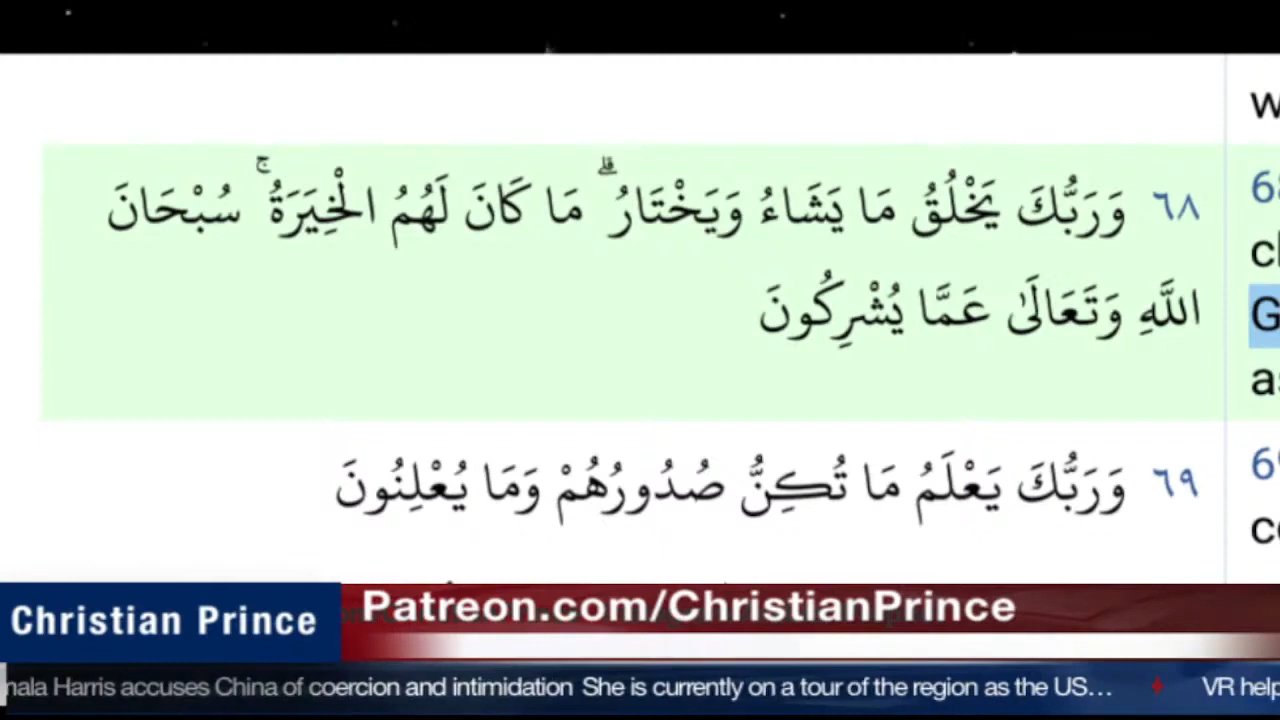 ٦٨ وَرَبُّكَ يَخْلُقُ مَا يَشَاءُ وَيَخْتَارُ ۗ مَا كَانَ لَهُمُ الْخِيَرَةُ ۚ سُبْحَانَ
اللَّهِ وَتَعَالَىٰ عَمَّا يُشْرِكُونَ
٦٩ وَرَبُّكَ يَعْلَمُ مَا تُكِنُّ صُدُورُهُمْ وَمَا يُعْلِنُونَ
Christian Prince
Patreon.com/ChristianPrince
Harris accuses China of coercion and intimidation She is currently on a tour of the region as the US... VR